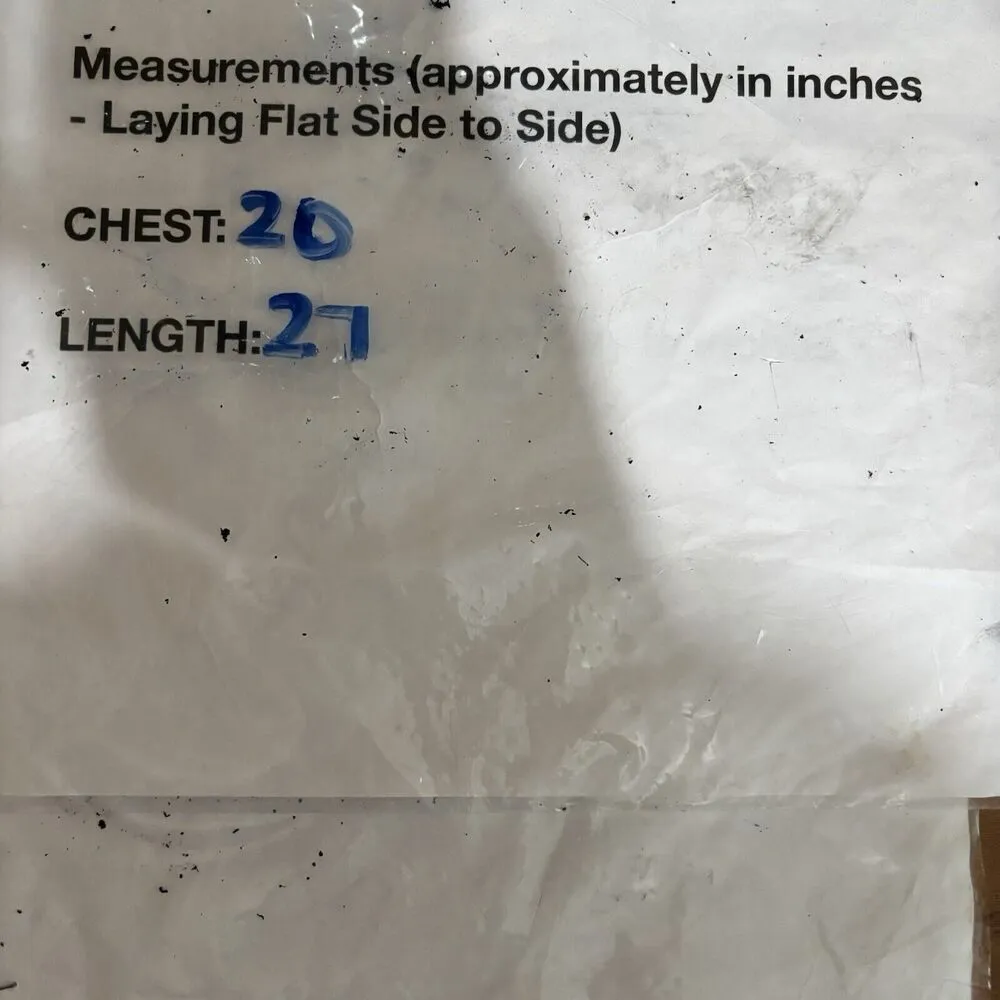 Measurements (approximately in inches
- Laying Flat Side to Side)
CHEST: 20
LENGTH: 27